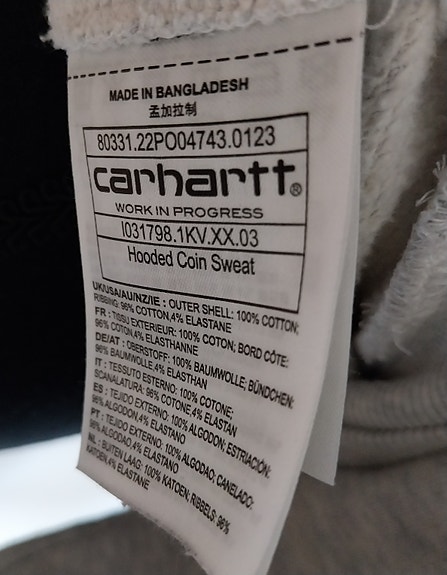 MADE IN BANGLADESH
孟加拉制
80331.22PO04743.0123
carhartt®
WORK IN PROGRESS
I031798.1KV.XX.03
Hooded Coin Sweat
UK/USA/AU/NZ/IE : OUTER SHELL: 100% COTTON;
RIBBING: 96% COTTON,4% ELASTANE
FR : TISSU EXTERIEUR: 100% COTON; BORD CÔTE:
96% COTON,4% ELASTHANNE
DE/AT : OBERSTOFF: 100% BAUMWOLLE; BÜNDCHEN:
96% BAUMWOLLE,4% ELASTHAN
IT : TESSUTO ESTERNO: 100% COTONE;
SCANALATURA: 96% COTONE,4% ELASTAN
ES : TEJIDO EXTERNO: 100% ALGODON; ESTRIACIÓN:
96% ALGODON,4% ELASTANO
PT : TEJIDO EXTERNO: 100% ALGODAO; CANELADO:
96% ALGODAO,4% ELASTANO
NL : BUITEN LAAG: 100% KATOEN; RIBBELS: 96%
KATOEN,4% ELASTANE